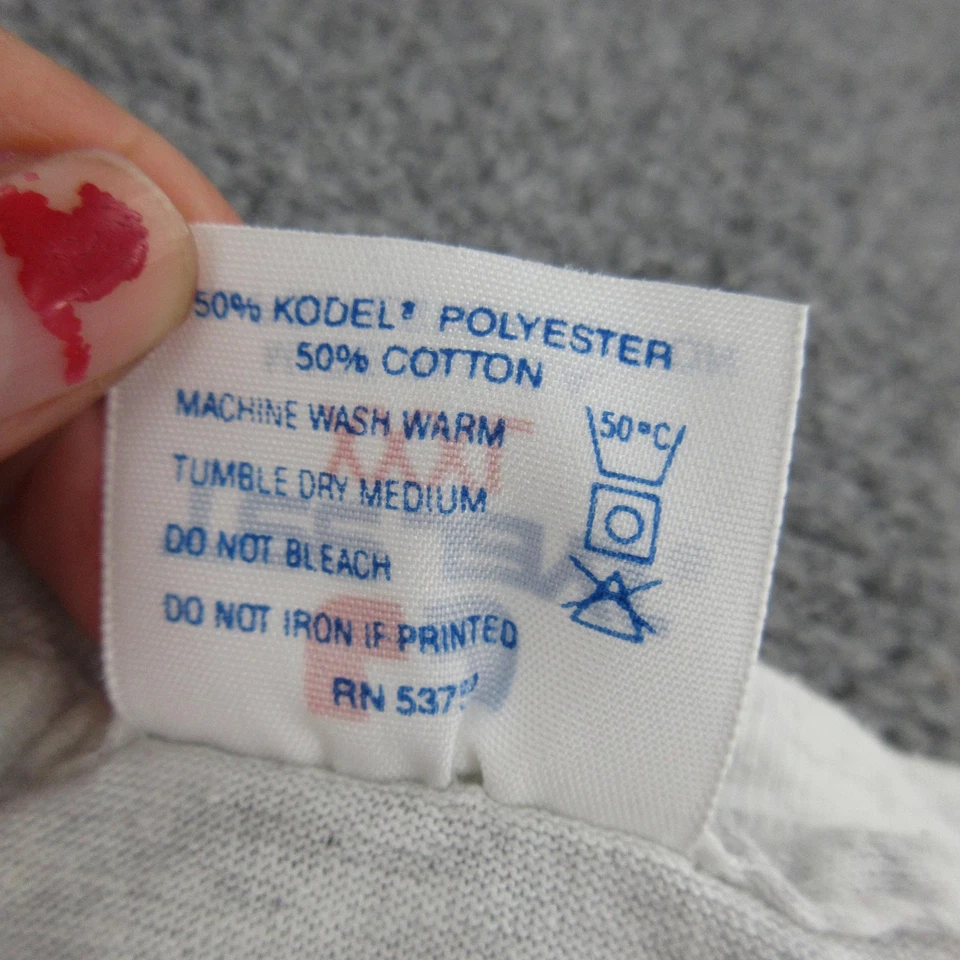 50% KODEL® POLYESTER
50% COTTON
MACHINE WASH WARM
50°C
TUMBLE DRY MEDIUM
DO NOT BLEACH
DO NOT IRON IF PRINTED
RN